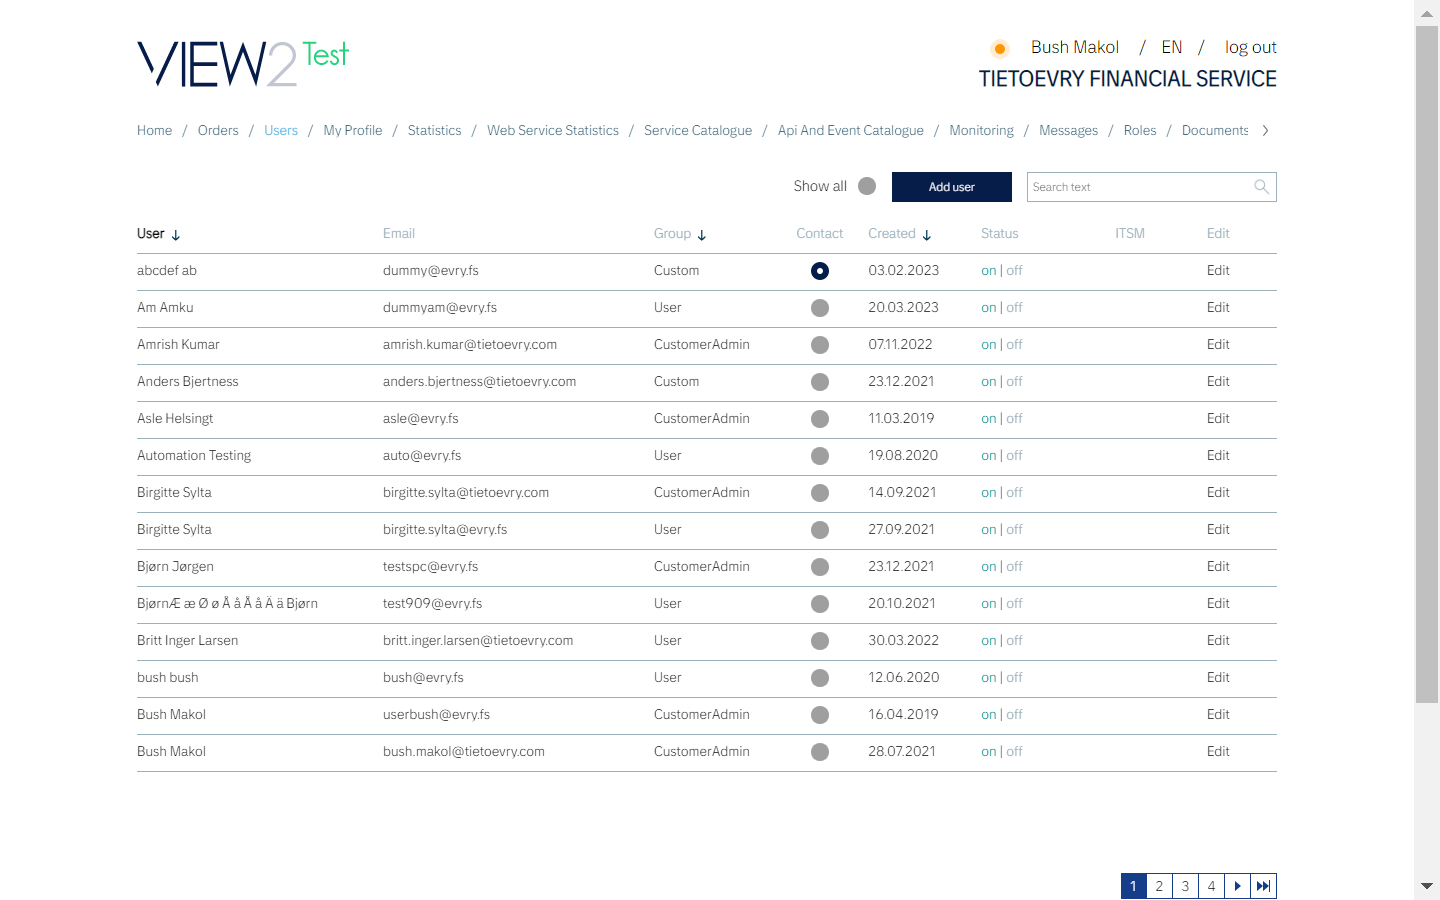 VIEW2 Test
Bush Makol / EN / log out
TIETOEVRY FINANCIAL SERVICE
Home / Orders / Users / My Profile / Statistics / Web Service Statistics / Service Catalogue / Api And Event Catalogue / Monitoring / Messages / Roles / Documents
Show all Add user Search text
User Email Group Contact Created Status ITSM Edit
abcdef ab dummy@evry.fs Custom 03.02.2023 on | off Edit
Am Amku dummyam@evry.fs User 20.03.2023 on | off Edit
Amrish Kumar amrish.kumar@tietoevry.com CustomerAdmin 07.11.2022 on | off Edit
Anders Bjertness anders.bjertness@tietoevry.com Custom 23.12.2021 on | off Edit
Asle Helsingt asle@evry.fs CustomerAdmin 11.03.2019 on | off Edit
Automation Testing auto@evry.fs User 19.08.2020 on | off Edit
Birgitte Sylta birgitte.sylta@tietoevry.com CustomerAdmin 14.09.2021 on | off Edit
Birgitte Sylta birgitte.sylta@evry.fs User 27.09.2021 on | off Edit
Bjørn Jørgen testspc@evry.fs CustomerAdmin 23.12.2021 on | off Edit
BjørnÆ æ Ø ø Å å Å å Ä ä Bjørn test909@evry.fs User 20.10.2021 on | off Edit
Britt Inger Larsen britt.inger.larsen@tietoevry.com User 30.03.2022 on | off Edit
bush bush bush@evry.fs User 12.06.2020 on | off Edit
Bush Makol userbush@evry.fs CustomerAdmin 16.04.2019 on | off Edit
Bush Makol bush.makol@tietoevry.com CustomerAdmin 28.07.2021 on | off Edit
1 2 3 4